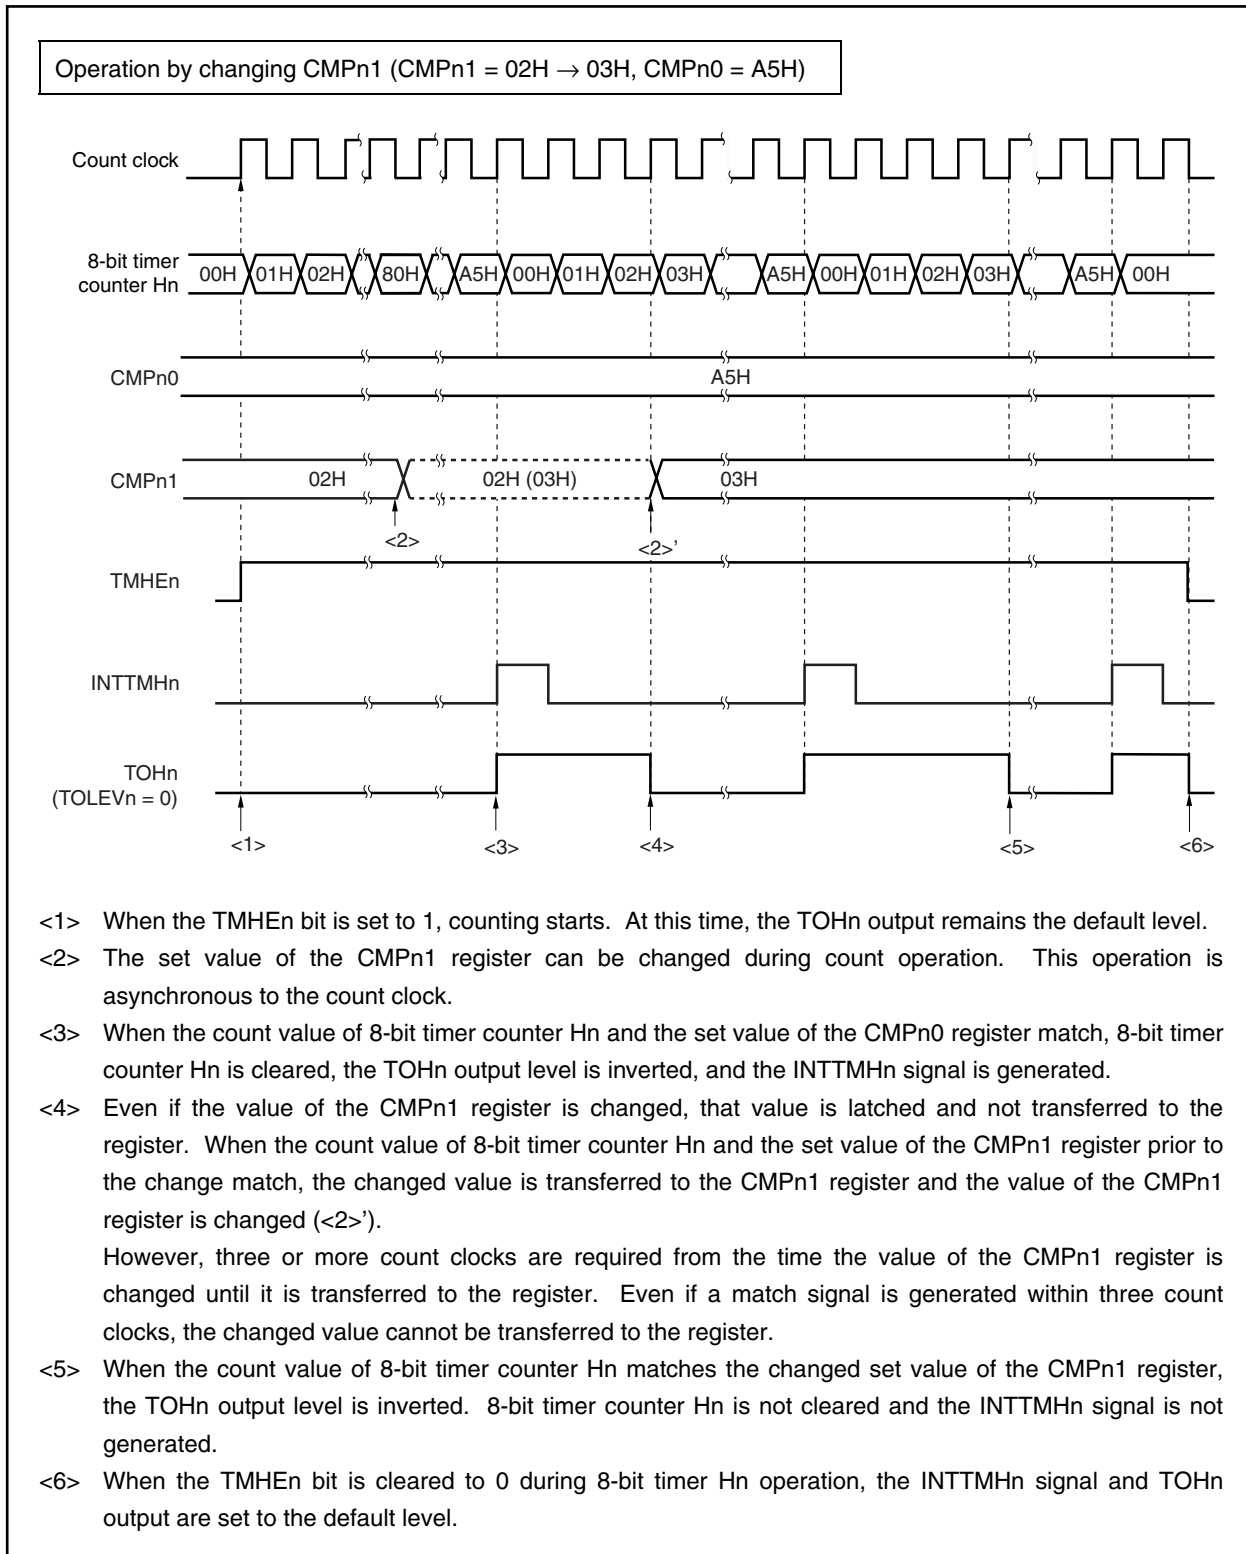 Operation by changing CMPn1 (CMPn1 = 02H → 03H, CMPn0 = A5H)
Count clock
8-bit timer
counter Hn
00H 01H 02H 80H A5H 00H 01H 02H 03H A5H 00H 01H 02H 03H A5H 00H
CMPn0
A5H
CMPn1
02H 02H (03H) 03H
<2> <2>’
TMHEn
INTTMHn
TOHn
(TOLEVn = 0)
<1> <3> <4> <5> <6>
<1> When the TMHEn bit is set to 1, counting starts. At this time, the TOHn output remains the default level.
<2> The set value of the CMPn1 register can be changed during count operation. This operation is
asynchronous to the count clock.
<3> When the count value of 8-bit timer counter Hn and the set value of the CMPn0 register match, 8-bit timer
counter Hn is cleared, the TOHn output level is inverted, and the INTTMHn signal is generated.
<4> Even if the value of the CMPn1 register is changed, that value is latched and not transferred to the
register. When the count value of 8-bit timer counter Hn and the set value of the CMPn1 register prior to
the change match, the changed value is transferred to the CMPn1 register and the value of the CMPn1
register is changed (<2>’).
However, three or more count clocks are required from the time the value of the CMPn1 register is
changed until it is transferred to the register. Even if a match signal is generated within three count
clocks, the changed value cannot be transferred to the register.
<5> When the count value of 8-bit timer counter Hn matches the changed set value of the CMPn1 register,
the TOHn output level is inverted. 8-bit timer counter Hn is not cleared and the INTTMHn signal is not
generated.
<6> When the TMHEn bit is cleared to 0 during 8-bit timer Hn operation, the INTTMHn signal and TOHn
output are set to the default level.